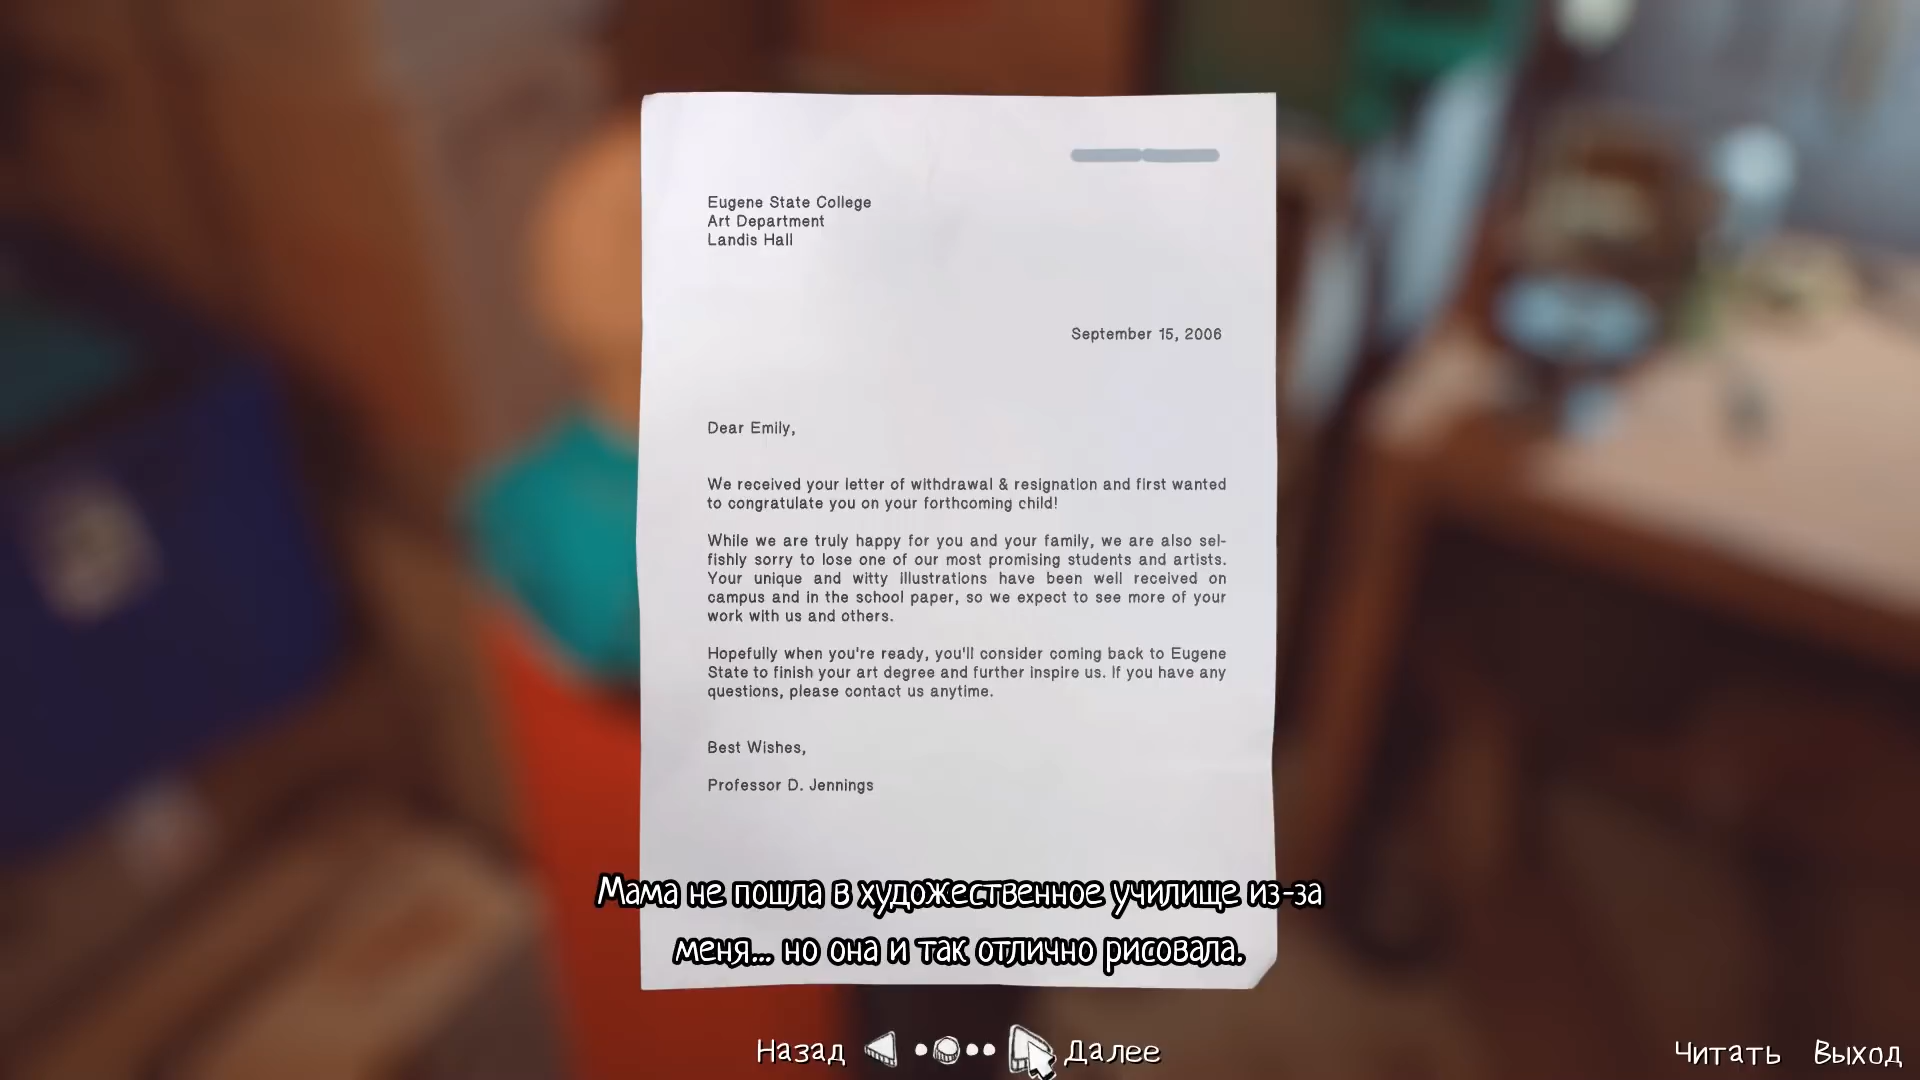 Eugene State College
Art Department
Landis Hall
September 15, 2006
Dear Emily,
We received your letter of withdrawal & resignation and first wanted
to congratulate you on your forthcoming child!
While we are truly happy for you and your family, we are also sel-
fishly sorry to lose one of our most promising students and artists.
Your unique and witty illustrations have been well received on
campus and in the school paper, so we expect to see more of your
work with us and others.
Hopefully when you're ready, you'll consider coming back to Eugene
State to finish your art degree and further inspire us. If you have any
questions, please contact us anytime.
Best Wishes,
Professor D. Jennings
Мама не пошла в художественное училище из-за
меня... но она и так отлично рисовала.
Назад Далее
Читать Выход